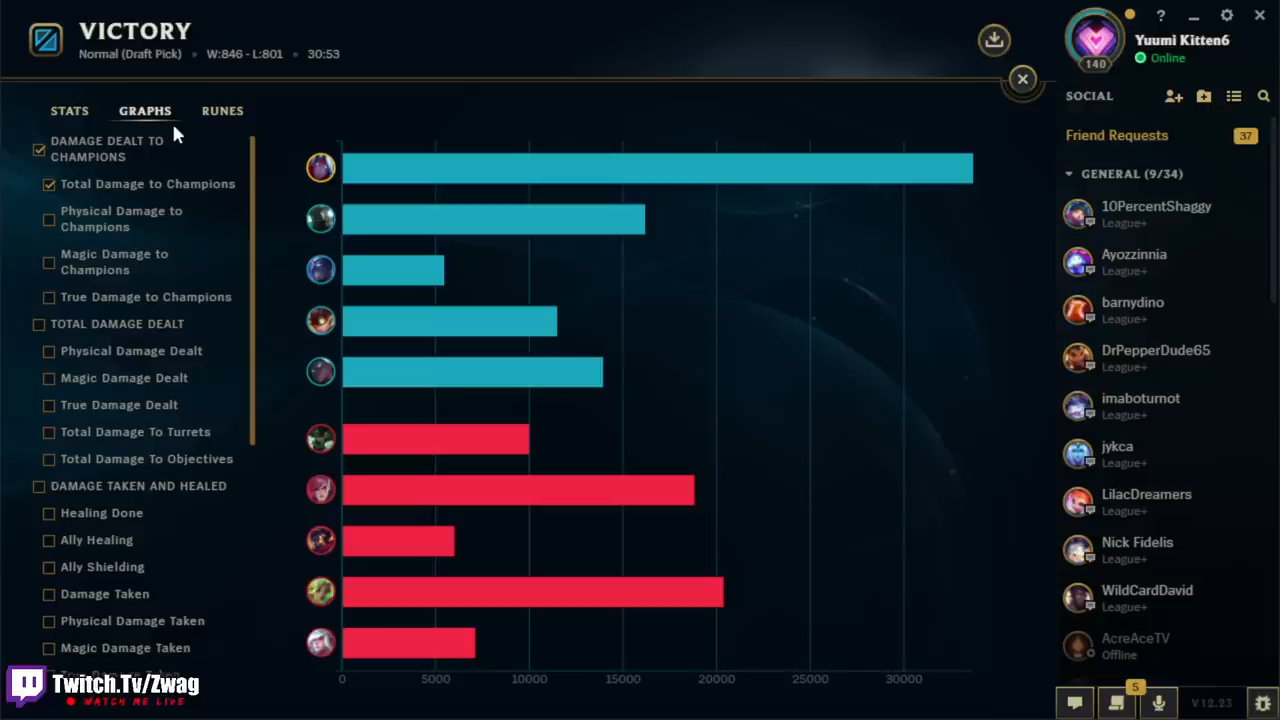 VICTORY
Normal (Draft Pick) • W:846 - L:801 • 30:53
STATS GRAPHS RUNES
DAMAGE DEALT TO
CHAMPIONS
Total Damage to Champions
Physical Damage to
Champions
Magic Damage to
Champions
True Damage to Champions
TOTAL DAMAGE DEALT
Physical Damage Dealt
Magic Damage Dealt
True Damage Dealt
Total Damage To Turrets
Total Damage To Objectives
DAMAGE TAKEN AND HEALED
Healing Done
Ally Healing
Ally Shielding
Damage Taken
Physical Damage Taken
Magic Damage Taken
Twitch.Tv/Zwag
WATCH ME LIVE
0 5000 10000 15000 20000 25000 30000
?
140
Yuumi Kitten6
Online
SOCIAL
Friend Requests 37
GENERAL (9/34)
10PercentShaggy
League+
Ayozzinnia
League+
barnydino
League+
DrPepperDude65
League+
imaboturnot
League+
jykca
League+
LilacDreamers
League+
Nick Fidelis
League+
WildCardDavid
League+
AcreAceTV
Offline
5
V12.23